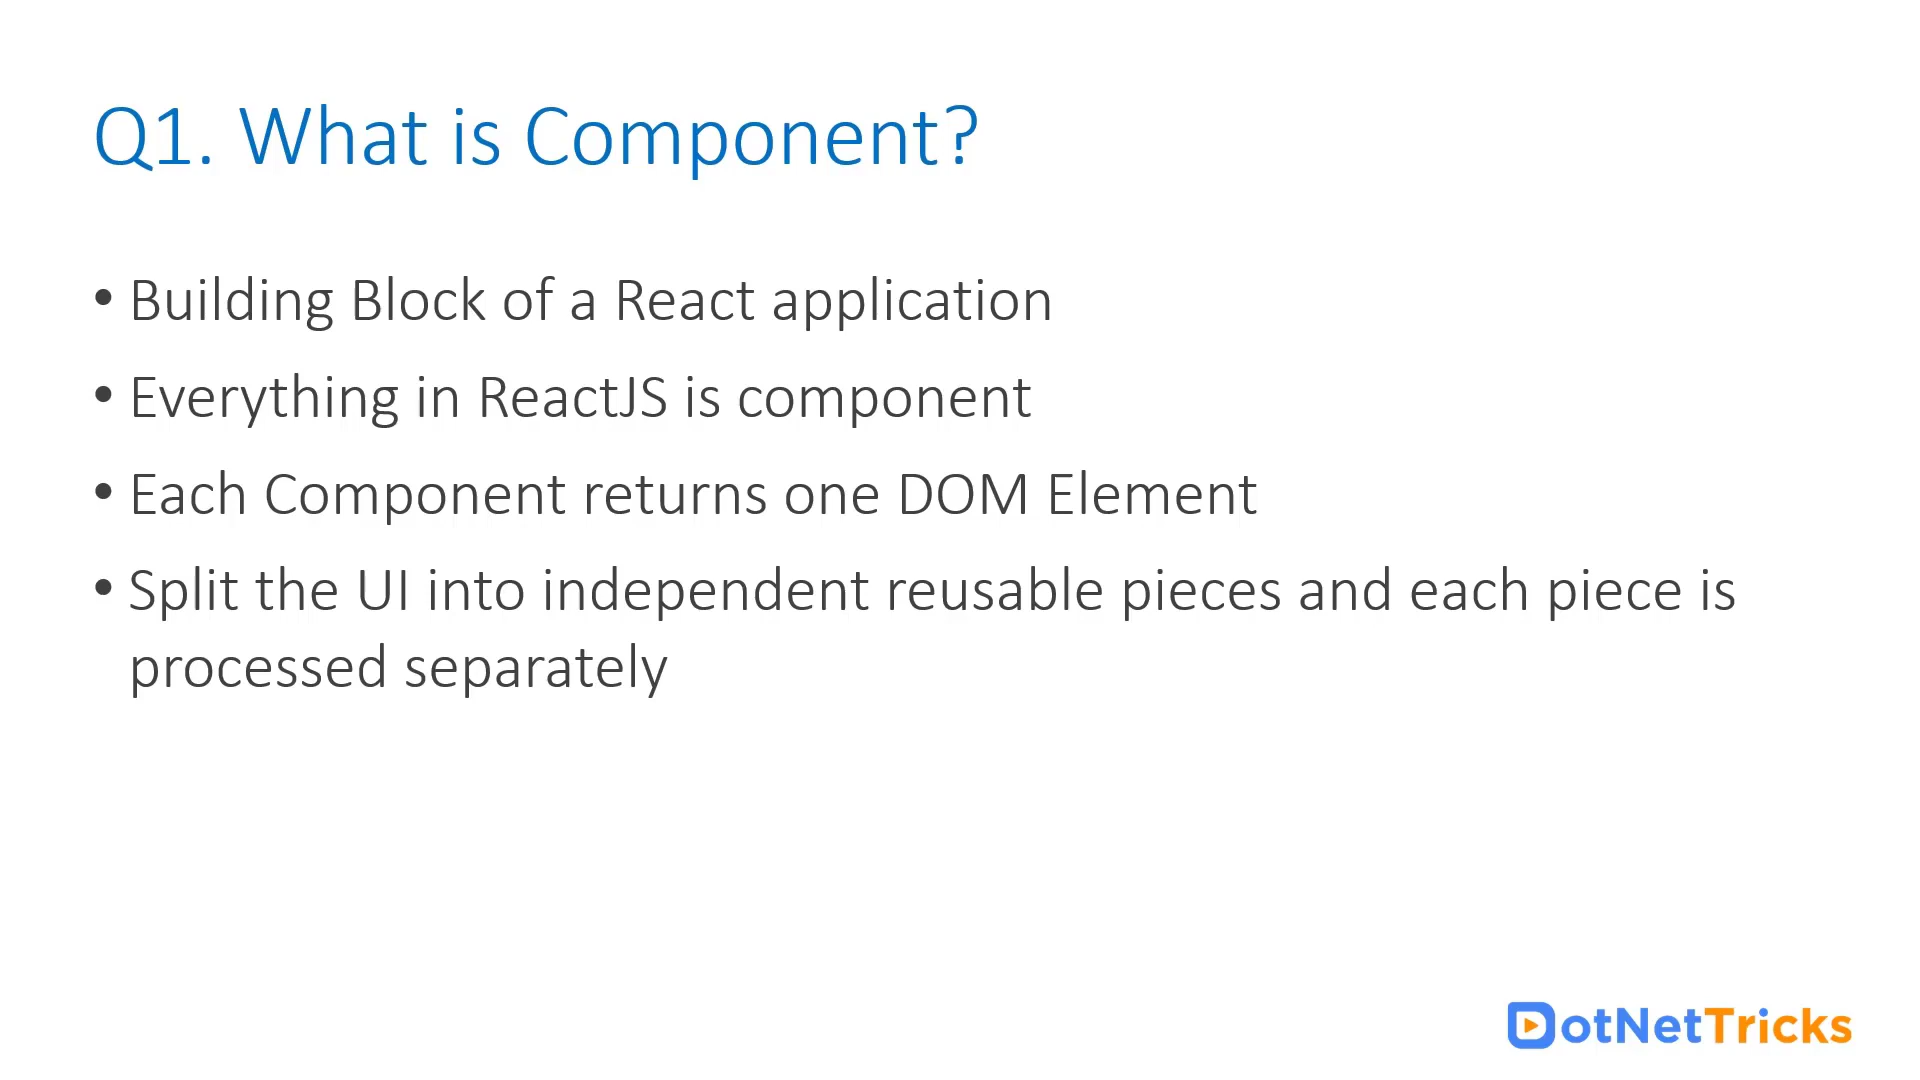 Q1. What is Component?
• Building Block of a React application
• Everything in ReactJS is component
• Each Component returns one DOM Element
• Split the UI into independent reusable pieces and each piece is
processed separately
DotNetTricks